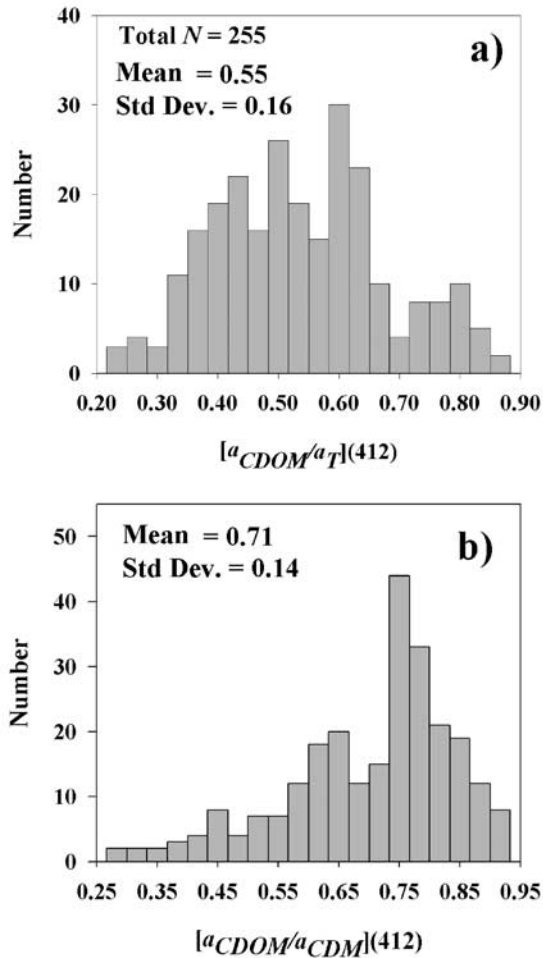 a)
Total N = 255
Mean = 0.55
Std Dev. = 0.16
40
30
20
10
0
Number
0.20 0.30 0.40 0.50 0.60 0.70 0.80 0.90
[aCDOM/aT](412)
b)
Mean = 0.71
Std Dev. = 0.14
50
40
30
20
10
0
Number
0.25 0.35 0.45 0.55 0.65 0.75 0.85 0.95
[aCDOM/aCDM](412)